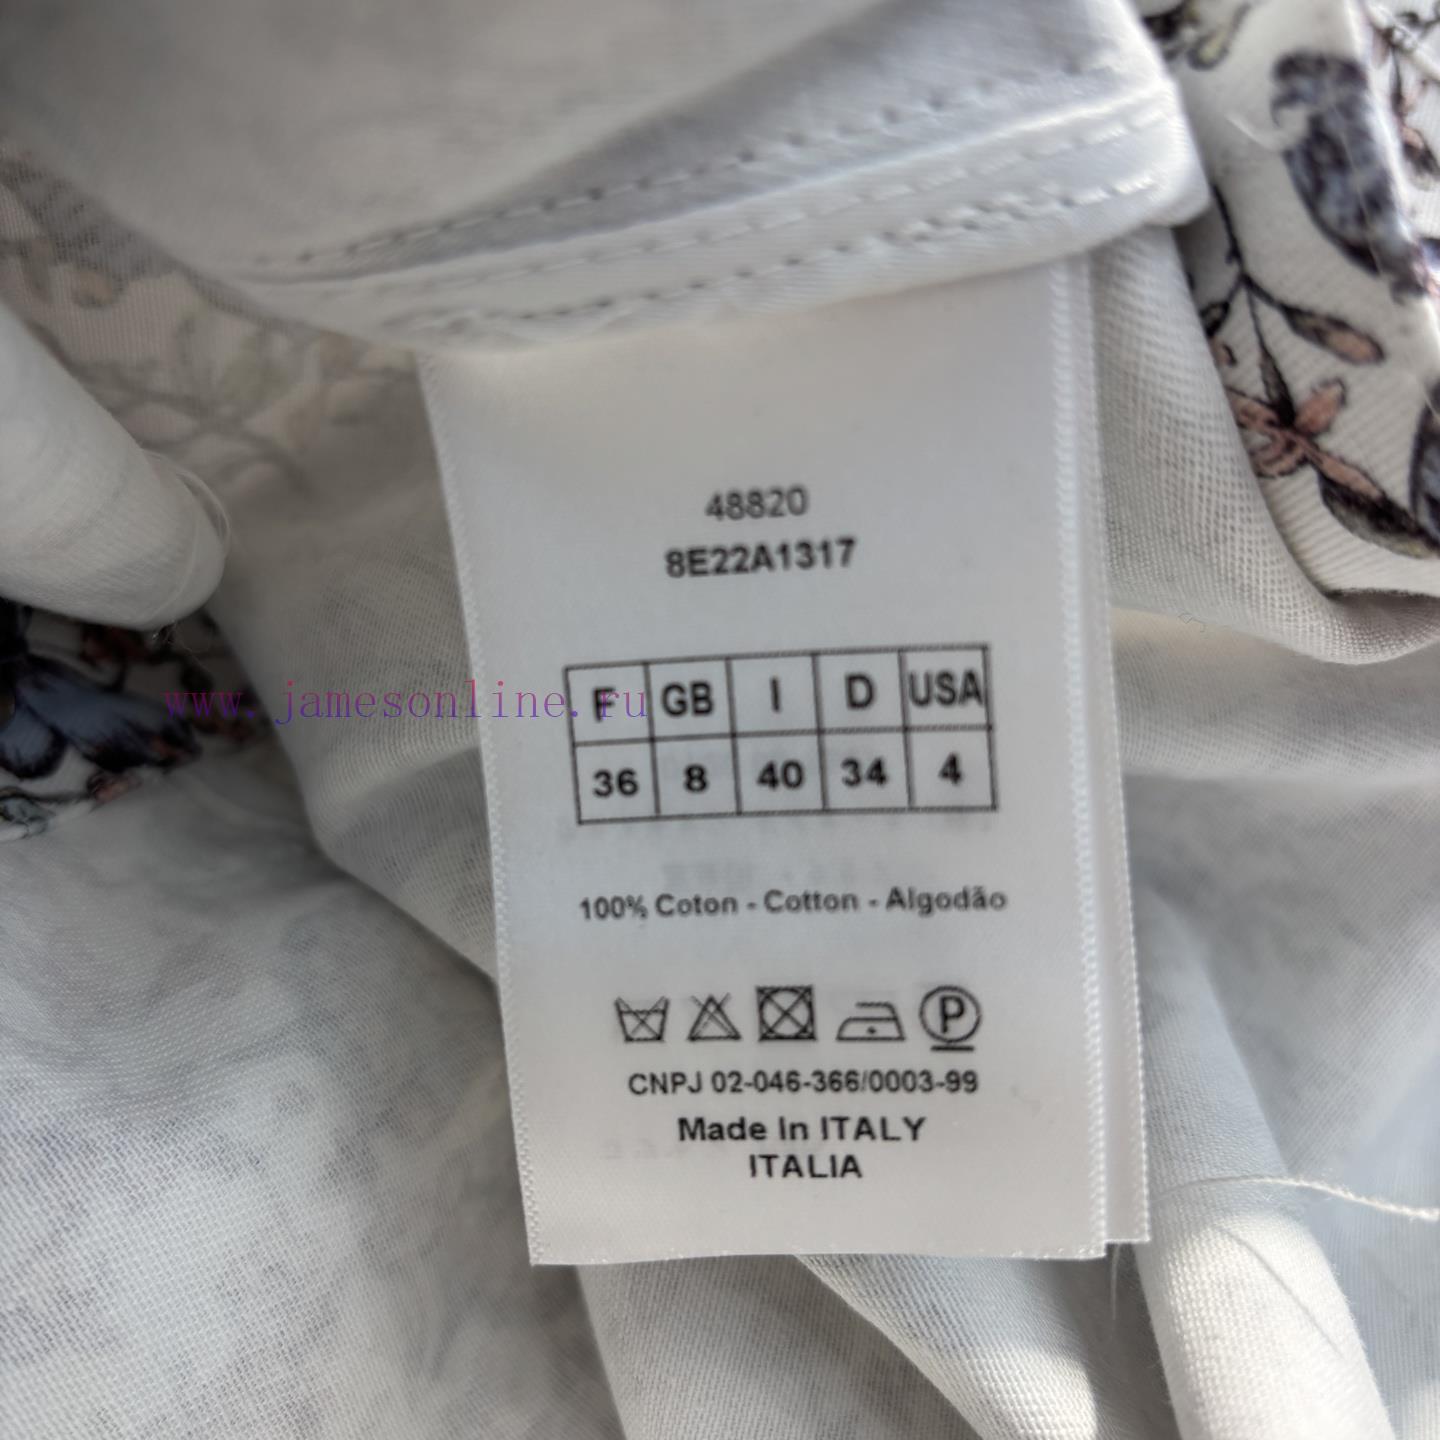 48820
8E22A1317
F GB I D USA
36 8 40 34 4
100% Coton - Cotton - Algodão
P
CNPJ 02-046-366/0003-99
Made in ITALY
ITALIA
www.jamesonline.ru